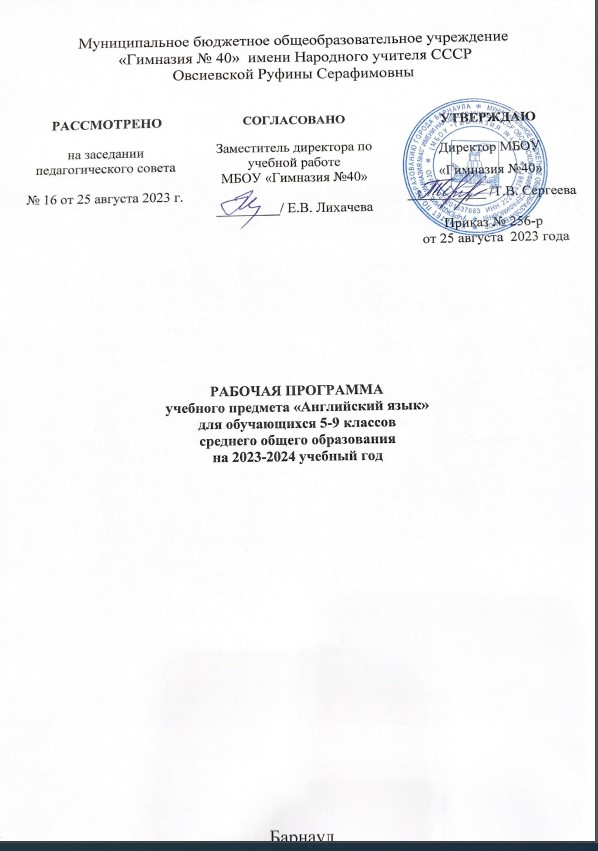 Муниципальное бюджетное общеобразовательное учреждение
«Гимназия № 40» имени Народного учителя СССР
Овсиевской Руфины Серафимовны
РАССМОТРЕНО
на заседании
педагогического совета
№ 16 от 25 августа 2023 г.
СОГЛАСОВАНО
Заместитель директора по
учебной работе
МБОУ «Гимназия №40»
__________/ Е.В. Лихачева
УТВЕРЖДАЮ
Директор МБОУ
«Гимназия №40»
___________/Т.В. Сергеева
Приказ № 256-р
от 25 августа 2023 года
РАБОЧАЯ ПРОГРАММА
учебного предмета «Английский язык»
для обучающихся 5-9 классов
среднего общего образования
на 2023-2024 учебный год
Барнаул